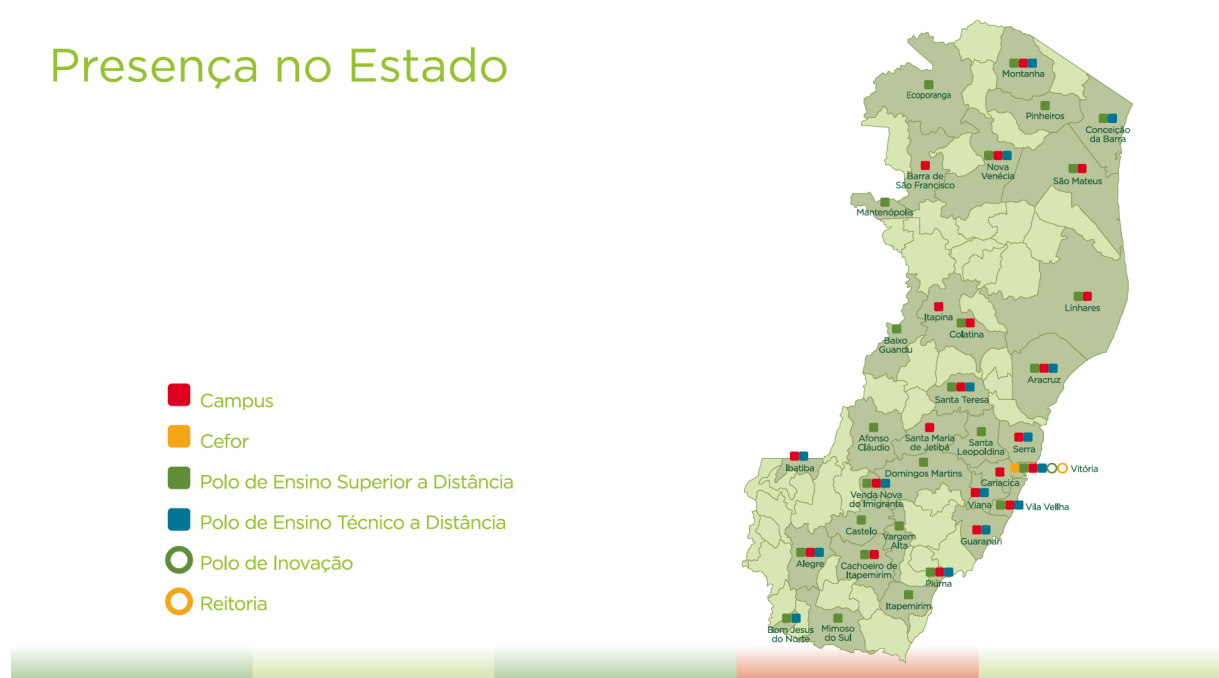 Presença no Estado
Montanha
Ecoporanga
Pinheiros
Conceição
da Barra
Nova
Venécia
Barra de
São Francisco
São Mateus
Mantenópolis
Linhares
Itapina
Colatina
Baixo
Guandu
Aracruz
Santa Teresa
Afonso
Cláudio
Santa Maria
de Jetibá
Santa
Leopoldina
Serra
Ibatiba
Domingos Martins
Cariacica
Vitória
Venda Nova
do Imigrante
Viana
Vila Vellha
Castelo
Vargem
Alta
Guarapari
Alegre
Cachoeiro de
Itapemirim
Piúma
Itapemirim
Bom Jesus
do Norte
Mimoso
do Sul
Campus
Cefor
Polo de Ensino Superior a Distância
Polo de Ensino Técnico a Distância
Polo de Inovação
Reitoria